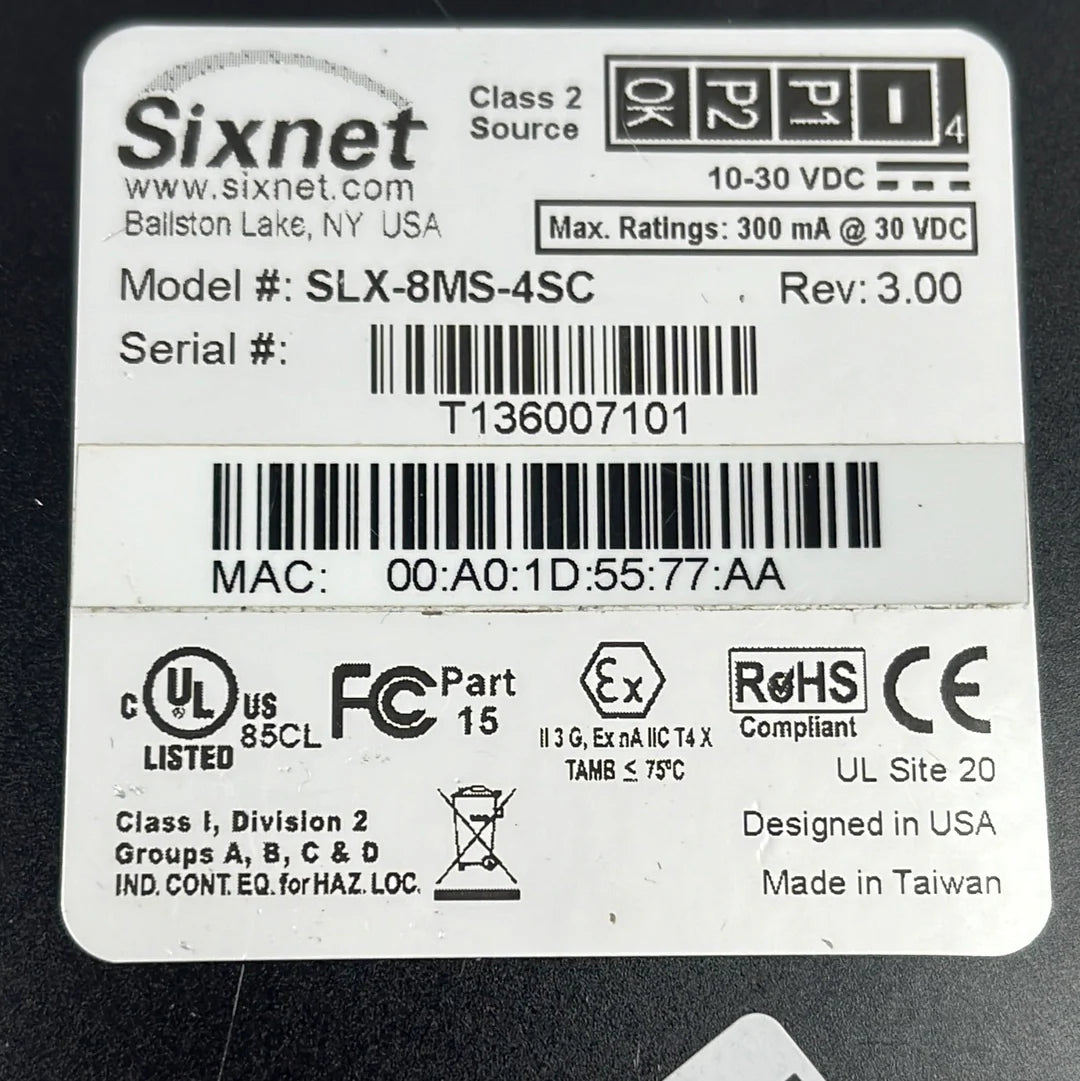 Sixnet
www.sixnet.com
Ballston Lake, NY USA
Class 2
Source
OK P2 P1 - 4
10-30 VDC
Max. Ratings: 300 mA @ 30 VDC
Model #: SLX-8MS-4SC Rev: 3.00
Serial #:
T136007101
MAC: 00:A0:1D:55:77:AA
C UL US
LISTED
85CL
FC Part
15
Ex
II 3 G, Ex nA IIC T4 X
TAMB ≤ 75°C
RoHS
Compliant
CE
UL Site 20
Class I, Division 2
Groups A, B, C & D
IND. CONT. EQ. for HAZ. LOC.
Designed in USA
Made in Taiwan